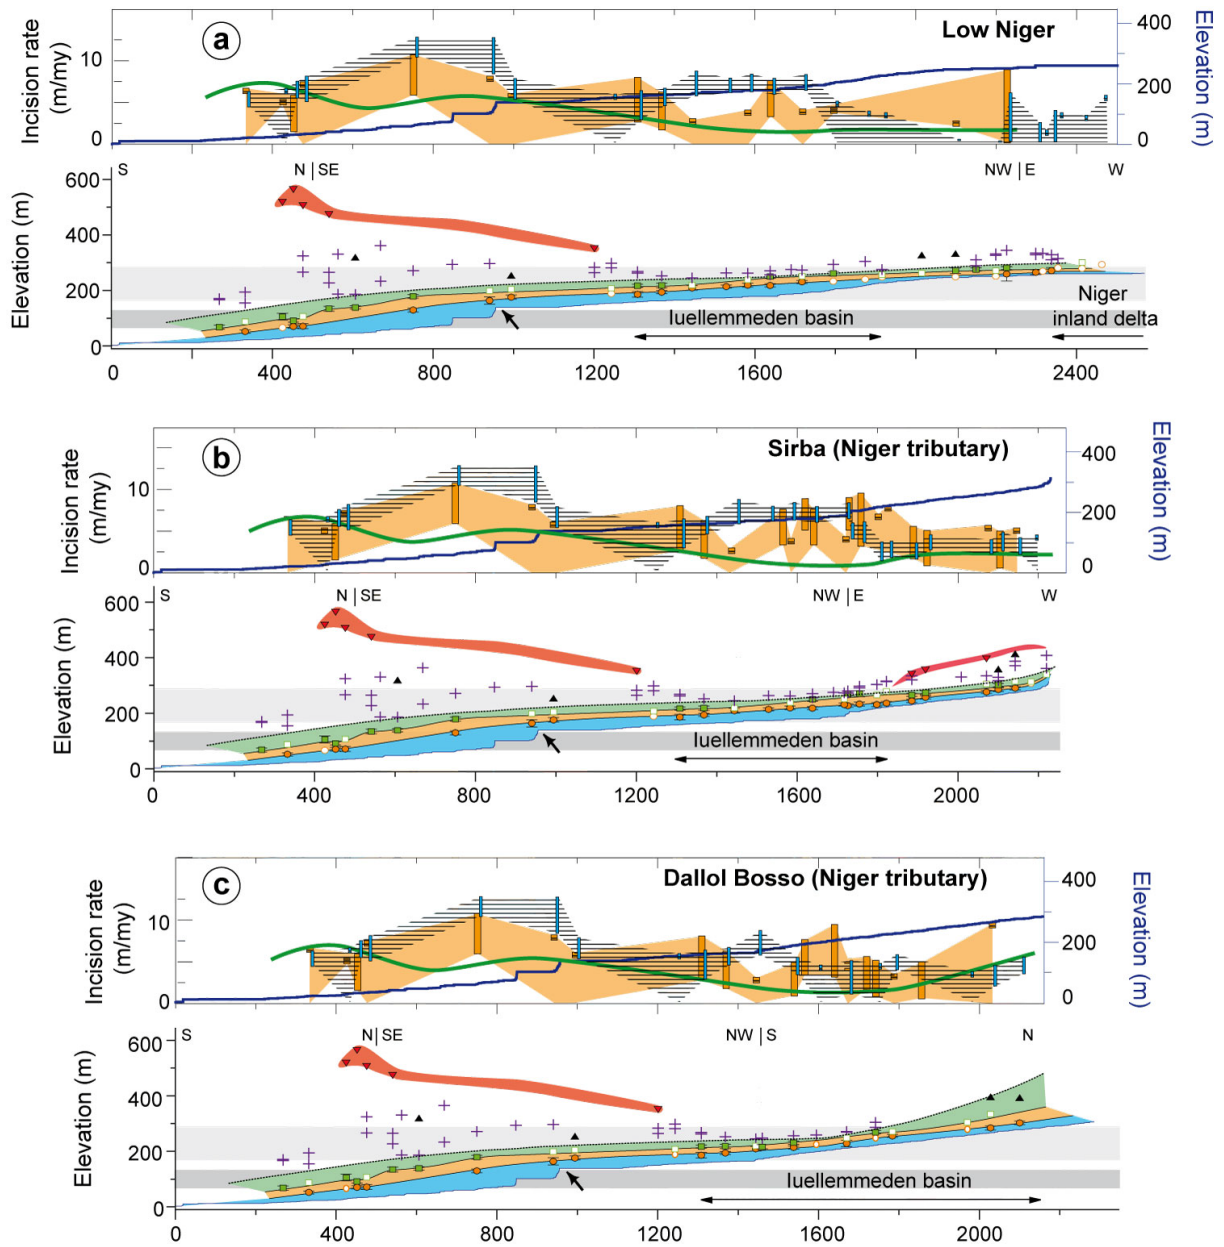 a
Low Niger
Incision rate
(m/my)
10
0
400
200
0
Elevation (m)
S
N
SE
NW
E
W
Elevation (m)
600
400
200
0
Iuellemmeden basin
Niger
inland delta
0
400
800
1200
1600
2000
2400
b
Sirba (Niger tributary)
Incision rate
(m/my)
10
0
400
200
0
Elevation (m)
S
N
SE
NW
E
W
Elevation (m)
600
400
200
0
Iuellemmeden basin
0
400
800
1200
1600
2000
c
Dallol Bosso (Niger tributary)
Incision rate
(m/my)
10
0
400
200
0
Elevation (m)
S
N
SE
NW
S
N
Elevation (m)
600
400
200
0
Iuellemmeden basin
0
400
800
1200
1600
2000